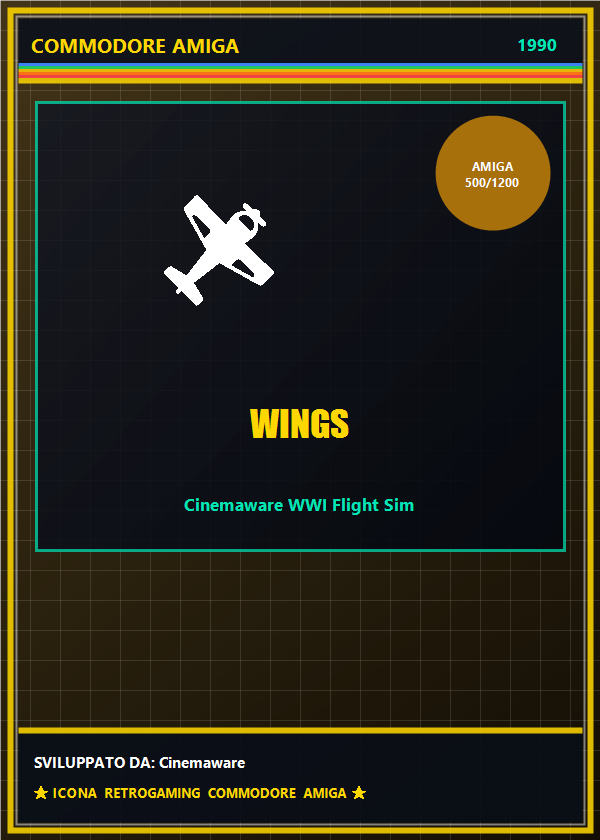 COMMODORE AMIGA
1990
AMIGA
500/1200
WINGS
Cinemaware WWI Flight Sim
SVILUPPATO DA: Cinemaware
★ ICONA RETROGAMING COMMODORE AMIGA ★